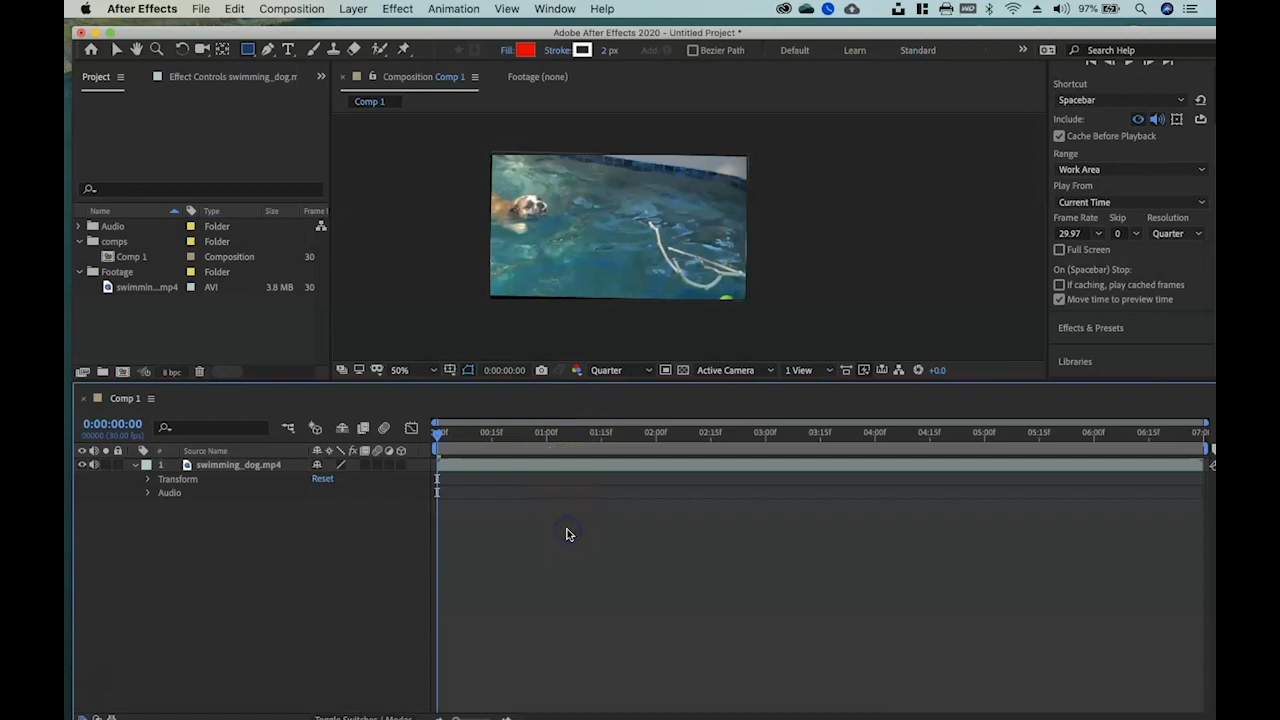 After Effects File Edit Composition Layer Effect Animation View Window Help 97%
Adobe After Effects 2020 - Untitled Project *
Fill: Stroke: 2 px Add: Bezier Path Default Learn Standard Search Help
Project Effect Controls swimming_dog.m Composition Comp 1 Footage (none)
Comp 1
Shortcut
Spacebar
Include:
Cache Before Playback
Range
Work Area
Play From
Current Time
Frame Rate Skip Resolution
29.97 0 Quarter
Full Screen
On (Spacebar) Stop:
If caching, play cached frames
Move time to preview time
Effects & Presets
Libraries
Name Type Size Frame I
Audio Folder
comps Folder
Comp 1 Composition 30
Footage Folder
swimmin...mp4 AVI 3.8 MB 30
8 bpc 50% 0:00:00:00 Quarter Active Camera 1 View +0.0
Comp 1
0:00:00:00
00000 (30.00 fps)
:00f 00:15f 01:00f 01:15f 02:00f 02:15f 03:00f 03:15f 04:00f 04:15f 05:00f 05:15f 06:00f 06:15f 07:00
# Source Name fx
1 swimming_dog.mp4
Transform Reset
Audio
Toggle Switches / Modes